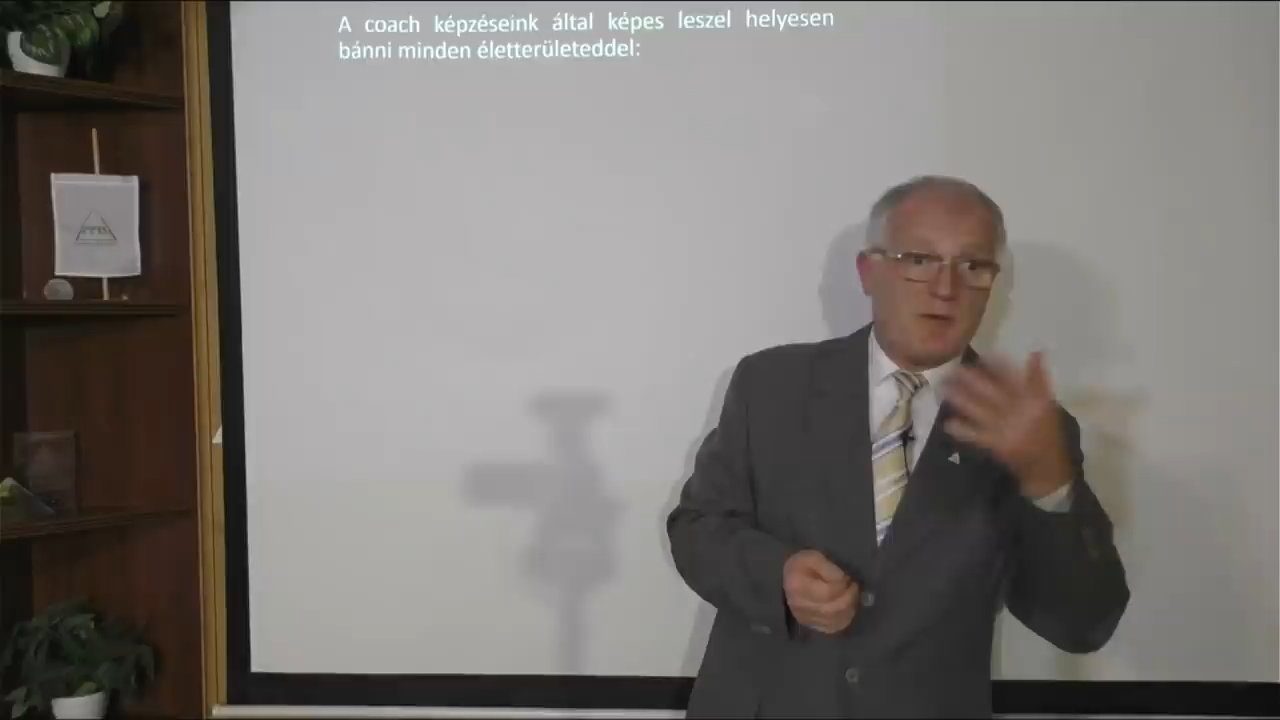 A coach képzéseink által képes leszel helyesen
bánni minden életterületeddel: